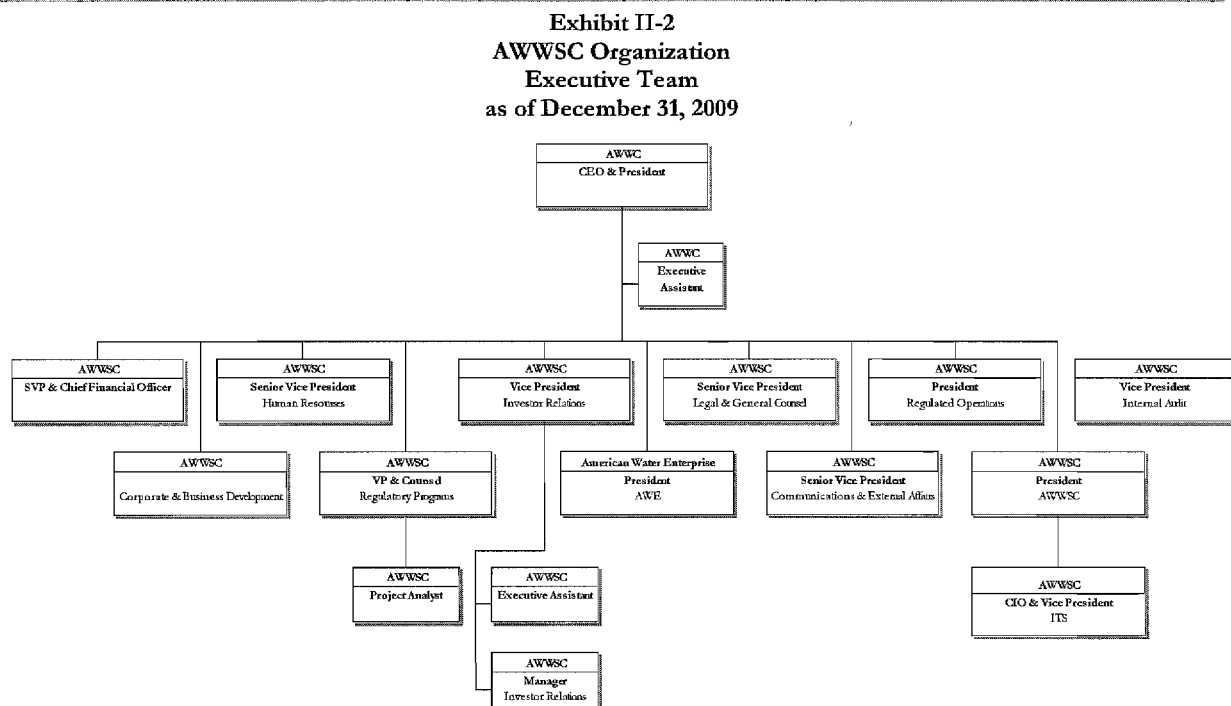 Exhibit II-2
AWWSC Organization
Executive Team
as of December 31, 2009
AWWC
CEO & President
AWWC
Executive
Assistant
AWWSC
SVP & Chief Financial Officer
AWWSC
Senior Vice President
Human Resourses
AWWSC
Vice President
Investor Relations
AWWSC
Senior Vice President
Legal & General Counsel
AWWSC
President
Regulated Operations
AWWSC
Vice President
Internal Audit
AWWSC
Corporate & Business Development
AWWSC
VP & Counsel
Regulatory Programs
American Water Enterprise
President
AWE
AWWSC
Senior Vice President
Communications & External Affairs
AWWSC
President
AWWSC
AWWSC
Project Analyst
AWWSC
Executive Assistant
AWWSC
CIO & Vice President
ITS
AWWSC
Manager
Investor Relations